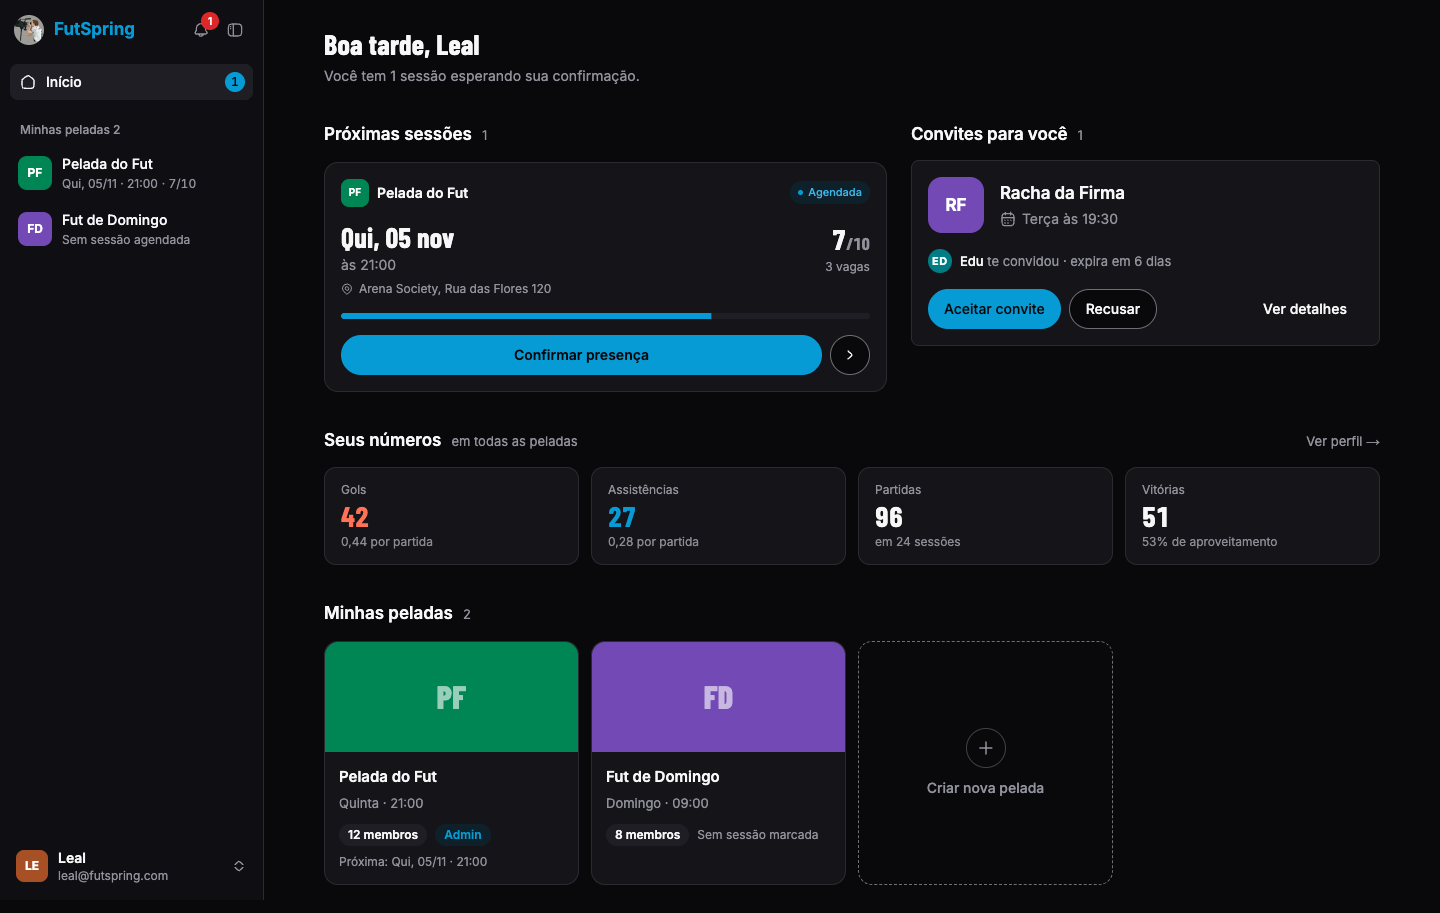 FutSpring
1
Início
1
Minhas peladas 2
PF
Pelada do Fut
Qui, 05/11 · 21:00 · 7/10
FD
Fut de Domingo
Sem sessão agendada
LE
Leal
leal@futspring.com
Boa tarde, Leal
Você tem 1 sessão esperando sua confirmação.
Próximas sessões 1
PF
Pelada do Fut
Agendada
Qui, 05 nov
7/10
às 21:00
3 vagas
Arena Society, Rua das Flores 120
Confirmar presença
Convites para você 1
RF
Racha da Firma
Terça às 19:30
ED
Edu te convidou · expira em 6 dias
Aceitar convite
Recusar
Ver detalhes
Seus números em todas as peladas
Ver perfil →
Gols
42
0,44 por partida
Assistências
27
0,28 por partida
Partidas
96
em 24 sessões
Vitórias
51
53% de aproveitamento
Minhas peladas 2
PF
Pelada do Fut
Quinta · 21:00
12 membros
Admin
Próxima: Qui, 05/11 · 21:00
FD
Fut de Domingo
Domingo · 09:00
8 membros
Sem sessão marcada
Criar nova pelada